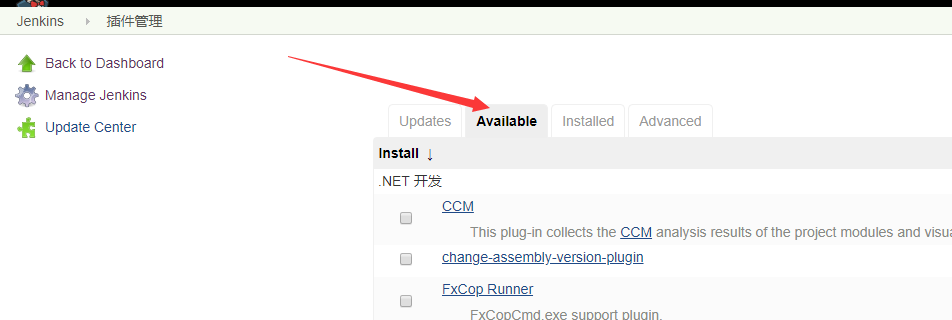 Jenkins 插件管理
Back to Dashboard
Manage Jenkins
Update Center
Updates Available Installed Advanced
Install ↓
.NET 开发
CCM
This plug-in collects the CCM analysis results of the project modules and visu
change-assembly-version-plugin
FxCop Runner
FxCopCmd.exe support plugin.